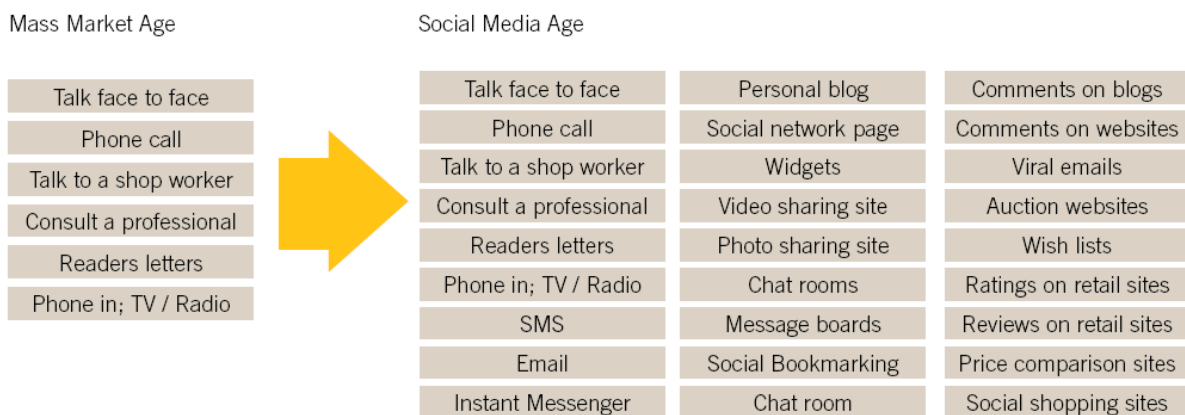 Mass Market Age
Talk face to face
Phone call
Talk to a shop worker
Consult a professional
Readers letters
Phone in; TV / Radio
Social Media Age
Talk face to face
Phone call
Talk to a shop worker
Consult a professional
Readers letters
Phone in; TV / Radio
SMS
Email
Instant Messenger
Personal blog
Social network page
Widgets
Video sharing site
Photo sharing site
Chat rooms
Message boards
Social Bookmarking
Chat room
Comments on blogs
Comments on websites
Viral emails
Auction websites
Wish lists
Ratings on retail sites
Reviews on retail sites
Price comparison sites
Social shopping sites